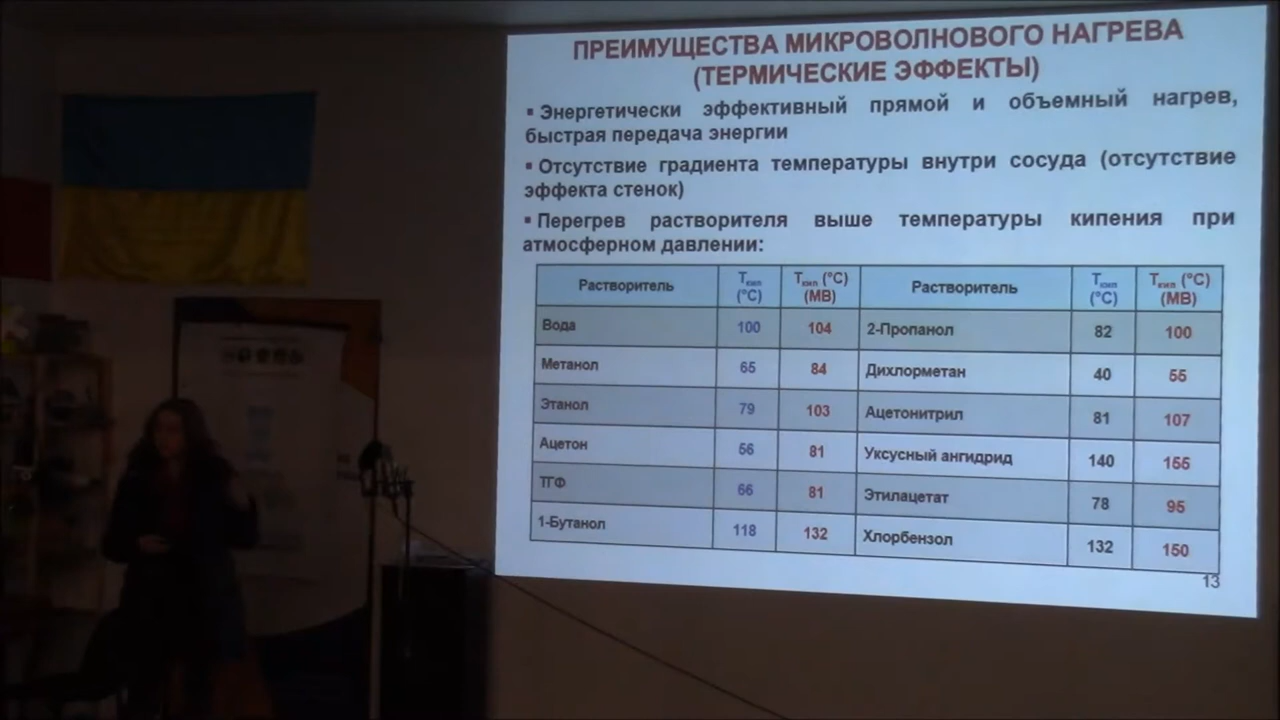 ПРЕИМУЩЕСТВА МИКРОВОЛНОВОГО НАГРЕВА
(ТЕРМИЧЕСКИЕ ЭФФЕКТЫ)
▪ Энергетически эффективный прямой и объемный нагрев,
быстрая передача энергии
▪ Отсутствие градиента температуры внутри сосуда (отсутствие
эффекта стенок)
▪ Перегрев растворителя выше температуры кипения при
атмосферном давлении:
Растворитель Tкип (°C) Tкип (°C) (МВ) Растворитель Tкип (°C) Tкип (°C) (МВ)
Вода 100 104 2-Пропанол 82 100
Метанол 65 84 Дихлорметан 40 55
Этанол 79 103 Ацетонитрил 81 107
Ацетон 56 81 Уксусный ангидрид 140 155
ТГФ 66 81 Этилацетат 78 95
1-Бутанол 118 132 Хлорбензол 132 150
13